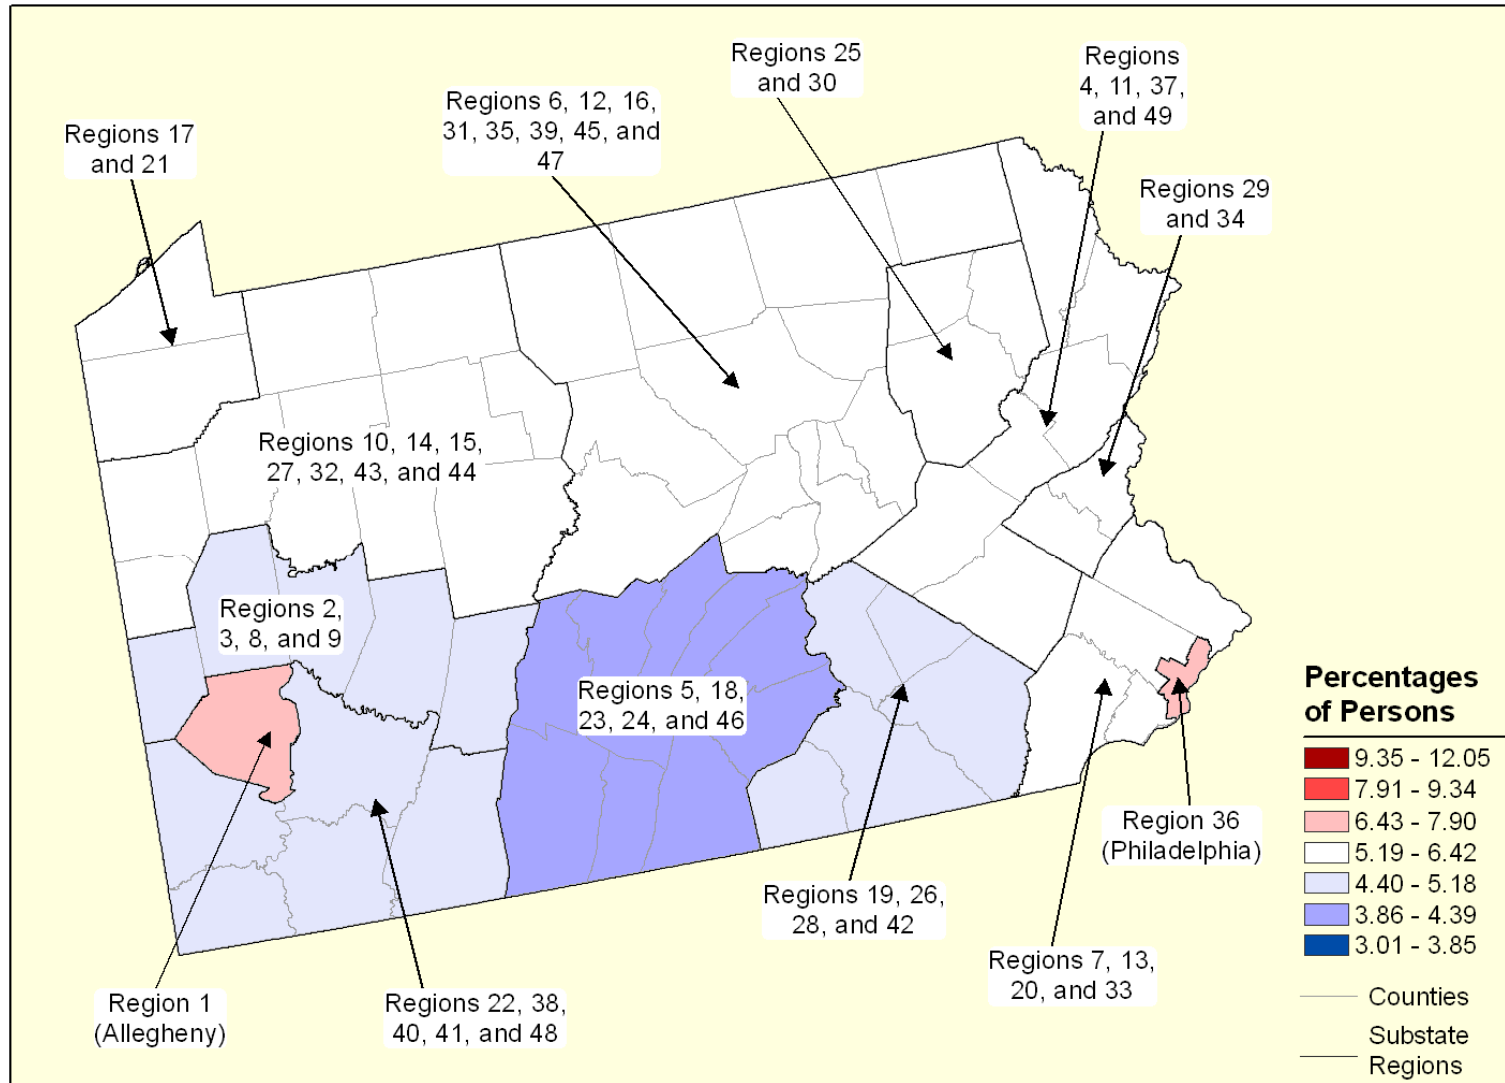 Regions 25
and 30
Regions
4, 11, 37,
and 49
Regions 6, 12, 16,
31, 35, 39, 45, and
47
Regions 17
and 21
Regions 29
and 34
Regions 10, 14, 15,
27, 32, 43, and 44
Regions 2,
3, 8, and 9
Regions 5, 18,
23, 24, and 46
Percentages
of Persons
9.35 - 12.05
7.91 - 9.34
6.43 - 7.90
5.19 - 6.42
4.40 - 5.18
3.86 - 4.39
3.01 - 3.85
Counties
Substate
Regions
Region 36
(Philadelphia)
Regions 19, 26,
28, and 42
Regions 7, 13,
20, and 33
Region 1
(Allegheny)
Regions 22, 38,
40, 41, and 48